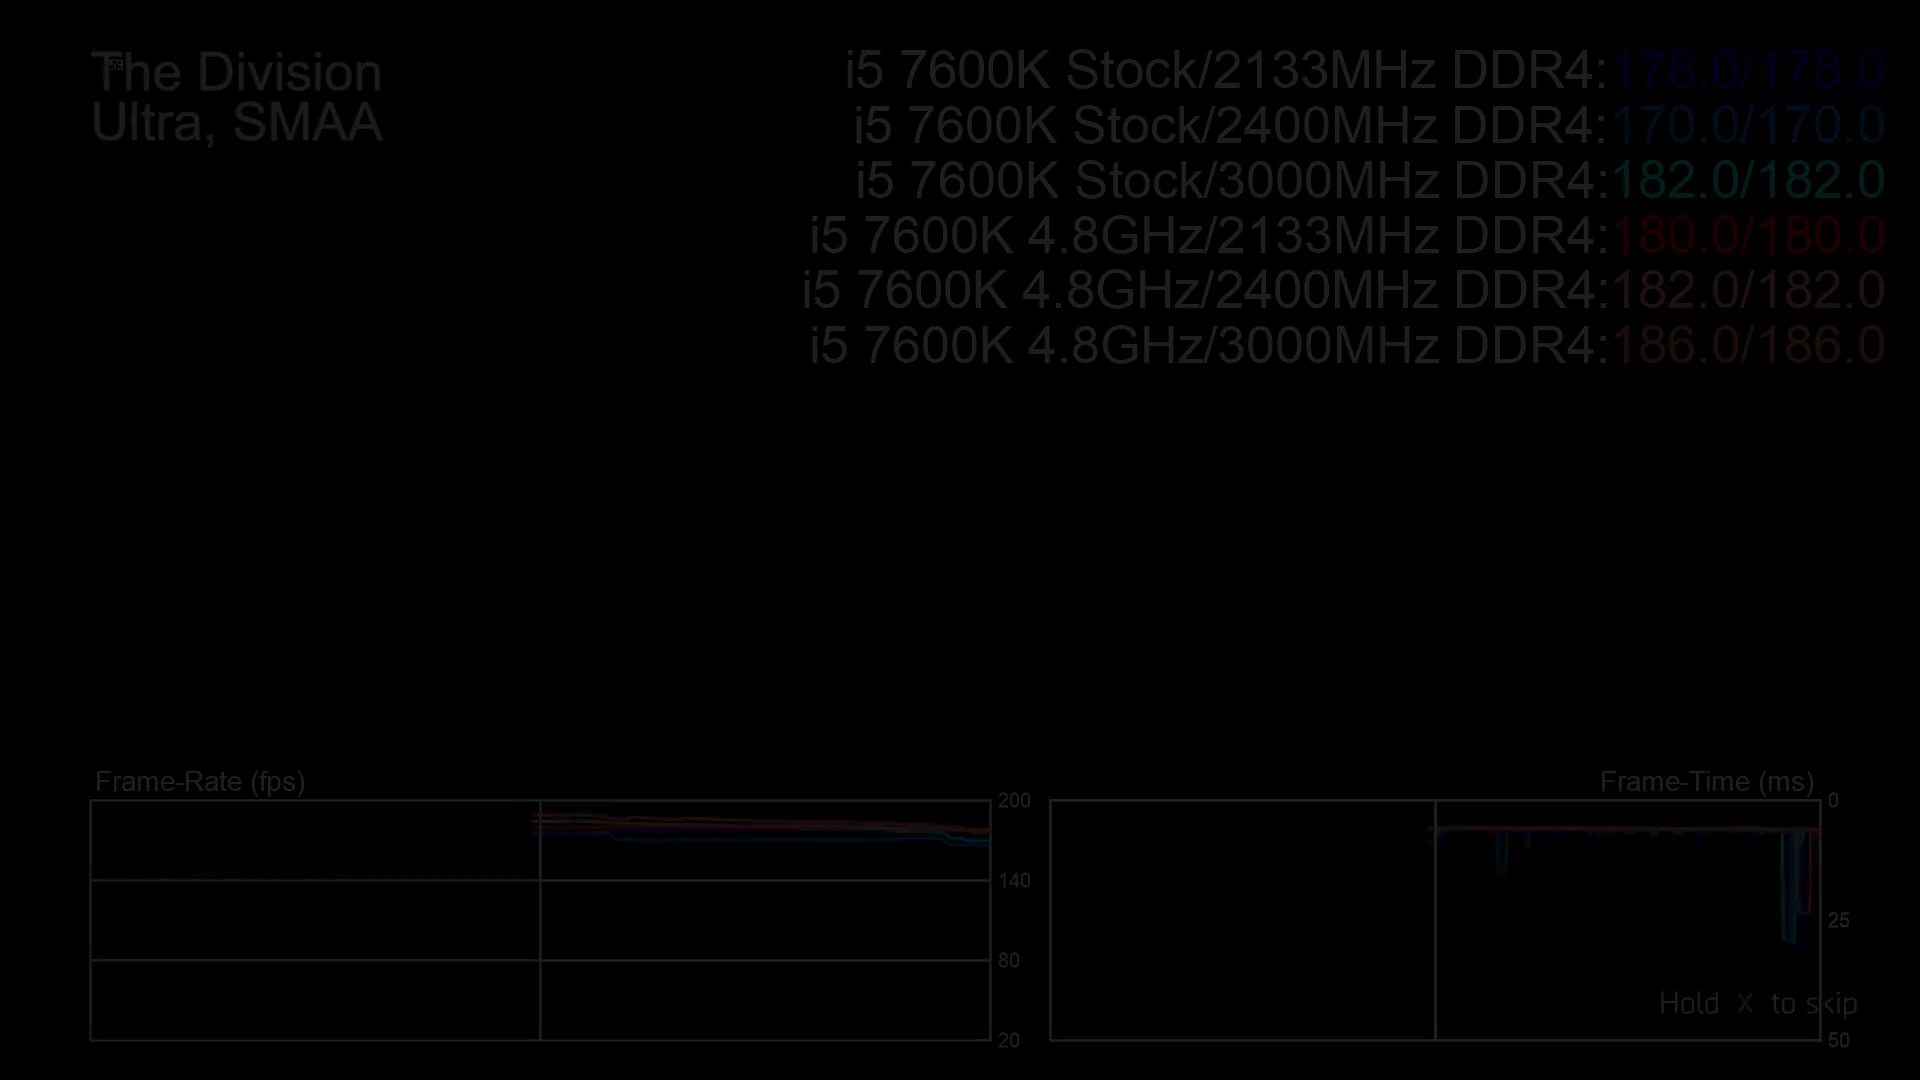 The Division
Ultra, SMAA
59
i5 7600K Stock/2133MHz DDR4:178.0/178.0
i5 7600K Stock/2400MHz DDR4:170.0/170.0
i5 7600K Stock/3000MHz DDR4:182.0/182.0
i5 7600K 4.8GHz/2133MHz DDR4:180.0/180.0
i5 7600K 4.8GHz/2400MHz DDR4:182.0/182.0
i5 7600K 4.8GHz/3000MHz DDR4:186.0/186.0
Frame-Rate (fps)
200
140
80
20
Frame-Time (ms)
0
25
50
Hold X to skip